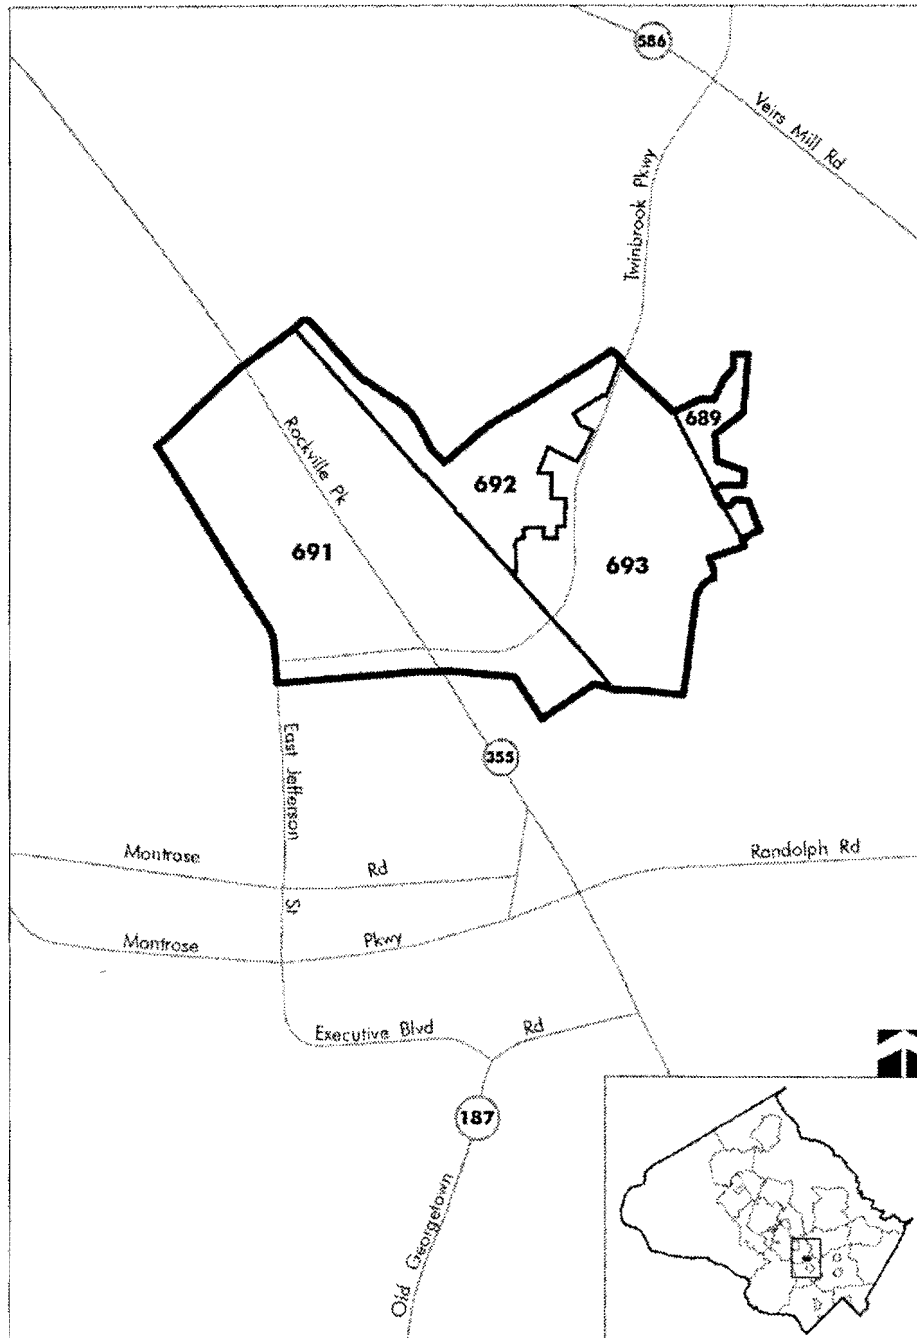 586
Veirs Mill Rd
Twinbrook Pkwy
Rockville Pk
689
692
691
693
East Jefferson St
355
Montrose Rd
Randolph Rd
Montrose Pkwy
Executive Blvd
Rd
187
Old Georgetown